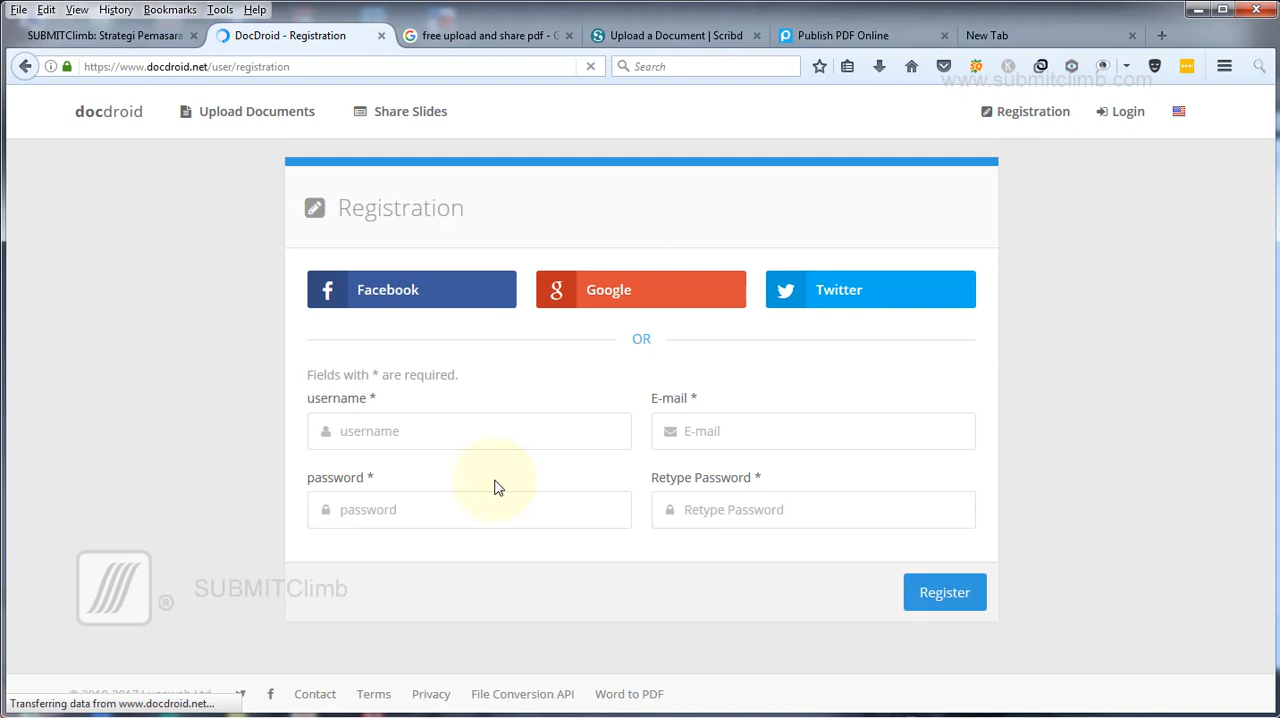 File Edit View History Bookmarks Tools Help
SUBMITClimb: Strategi Pemasara
DocDroid - Registration
free upload and share pdf - G
Upload a Document | Scribd
Publish PDF Online
New Tab
https://www.docdroid.net/user/registration
Search
www.submitclimb.com
docdroid
Upload Documents
Share Slides
Registration
Login
Registration
Facebook
Google
Twitter
OR
Fields with * are required.
username *
E-mail *
username
E-mail
password *
Retype Password *
password
Retype Password
SUBMITClimb
Register
Contact
Terms
Privacy
File Conversion API
Word to PDF
Transferring data from www.docdroid.net...